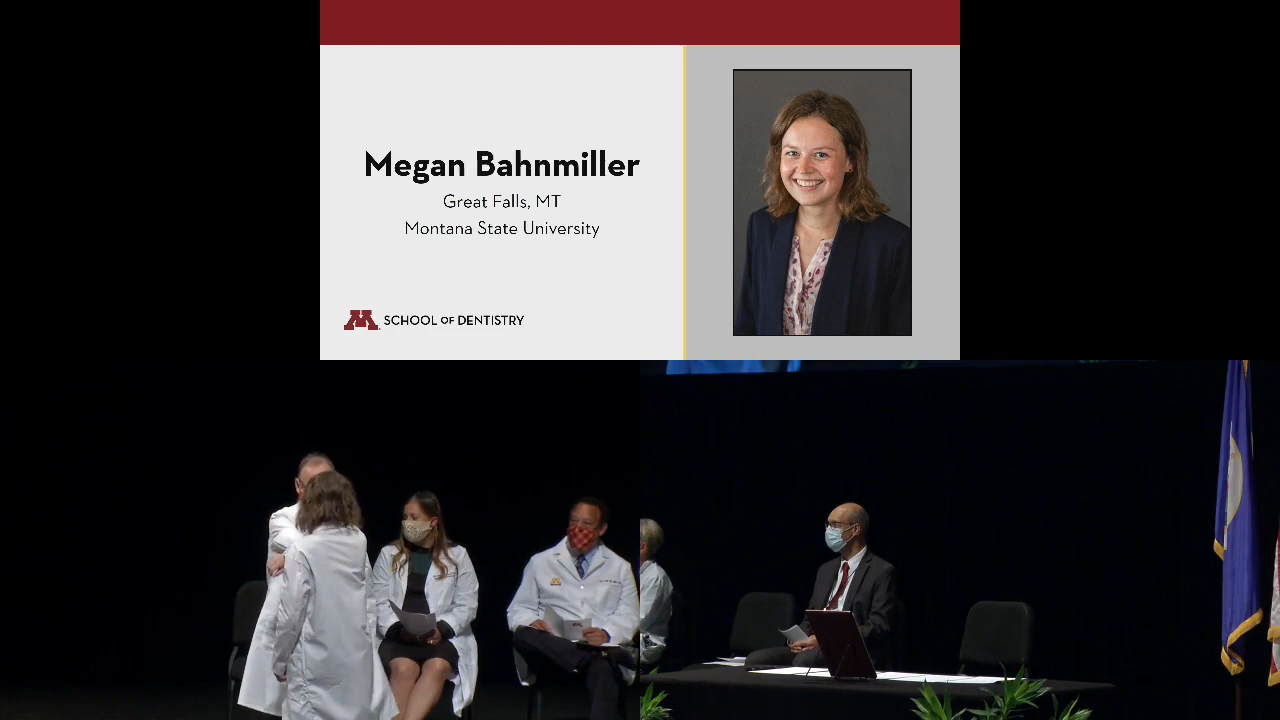 Megan Bahnmiller
Great Falls, MT
Montana State University
M SCHOOL OF DENTISTRY